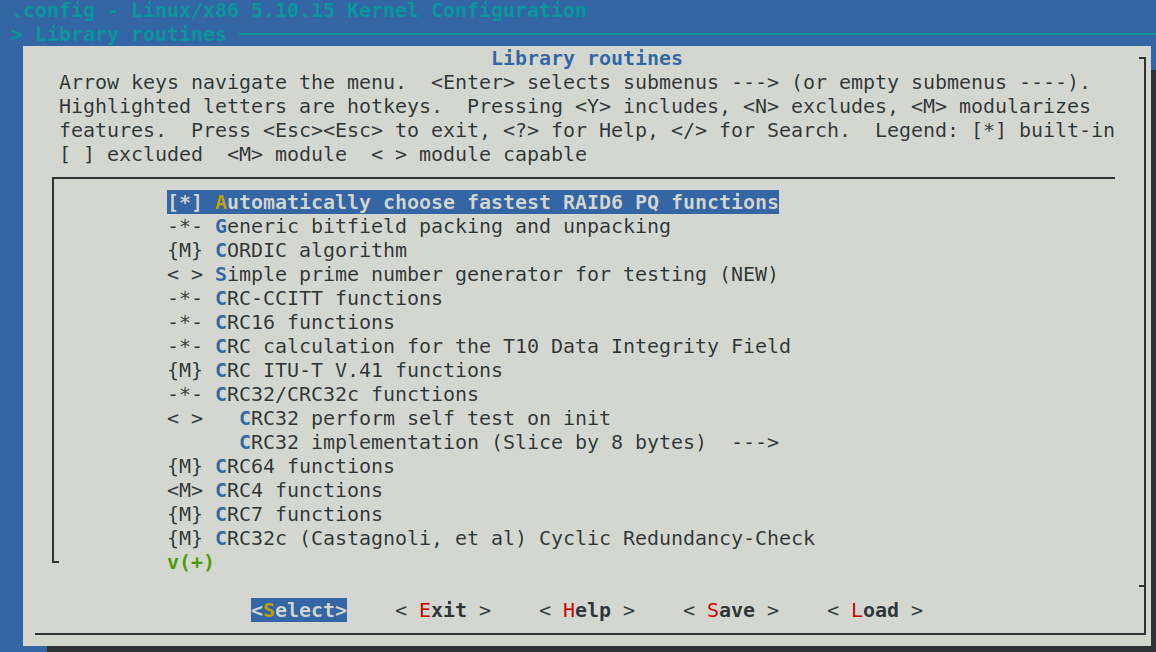 .config - Linux/x86 5.10.15 Kernel Configuration
> Library routines
Library routines
Arrow keys navigate the menu.  <Enter> selects submenus ---> (or empty submenus ----).
Highlighted letters are hotkeys.  Pressing <Y> includes, <N> excludes, <M> modularizes
features.  Press <Esc><Esc> to exit, <?> for Help, </> for Search.  Legend: [*] built-in
[ ] excluded  <M> module  < > module capable
[*] Automatically choose fastest RAID6 PQ functions
-*- Generic bitfield packing and unpacking
{M} CORDIC algorithm
< > Simple prime number generator for testing (NEW)
-*- CRC-CCITT functions
-*- CRC16 functions
-*- CRC calculation for the T10 Data Integrity Field
{M} CRC ITU-T V.41 functions
-*- CRC32/CRC32c functions
< >   CRC32 perform self test on init
CRC32 implementation (Slice by 8 bytes)  --->
{M} CRC64 functions
<M> CRC4 functions
{M} CRC7 functions
{M} CRC32c (Castagnoli, et al) Cyclic Redundancy-Check
v(+)
<Select>    < Exit >    < Help >    < Save >    < Load >